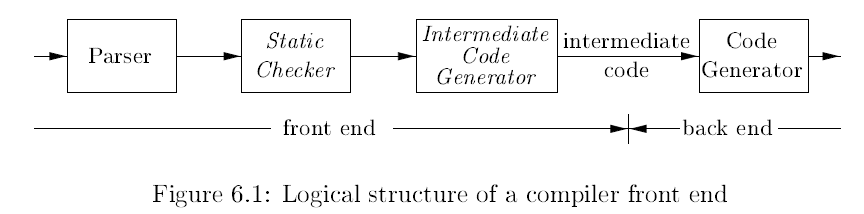 Parser
Static
Checker
Intermediate
Code
Generator
intermediate
code
Code
Generator
front end
back end
Figure 6.1: Logical structure of a compiler front end